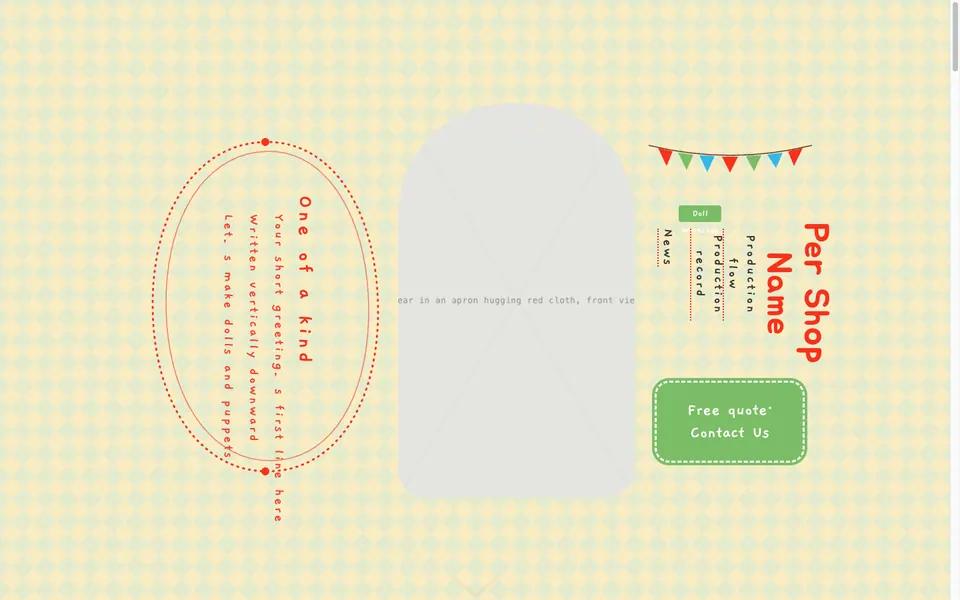 Per Shop
Name
Doll
Production
flow
Production
record
News
Free quote*
Contact Us
ear in an apron hugging red cloth, front vie
One of a kind
Your short greeting, s first line here
Written vertically downward
Let. s make dolls and puppets.